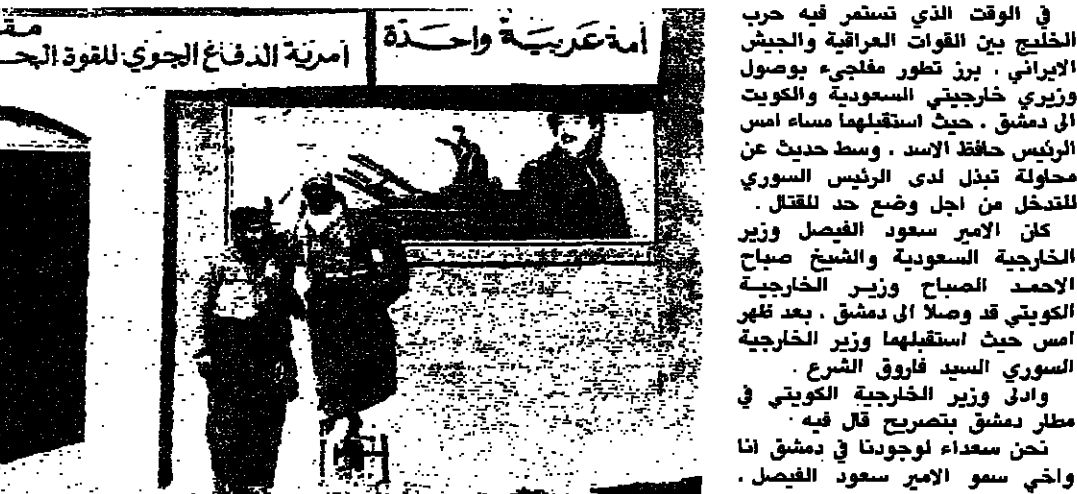 أمة عربية واحدة
آمرية الدفاع الجوي للقوة
في الوقت الذي تستمر فيه حرب
الخليج بين القوات العراقية والجيش
الايراني ، برز تطور مفاجىء بوصول
وزيري خارجيتي السعودية والكويت
الى دمشق ، حيث استقبلهما مساء امس
الرئيس حافظ الاسد ، وسط حديث عن
محاولة تبذل لدى الرئيس السوري
للتدخل من اجل وضع حد للقتال .
كان الامير سعود الفيصل وزير
الخارجية السعودية والشيخ صباح
الاحمد الصباح وزير الخارجية
الكويتي قد وصلا الى دمشق ، بعد ظهر
امس حيث استقبلهما وزير الخارجية
السوري السيد فاروق الشرع .
وادلى وزير الخارجية الكويتي في
مطار دمشق بتصريح قال فيه
نحن سعداء لوجودنا في دمشق انا
واخي سمو الامير سعود الفيصل ،